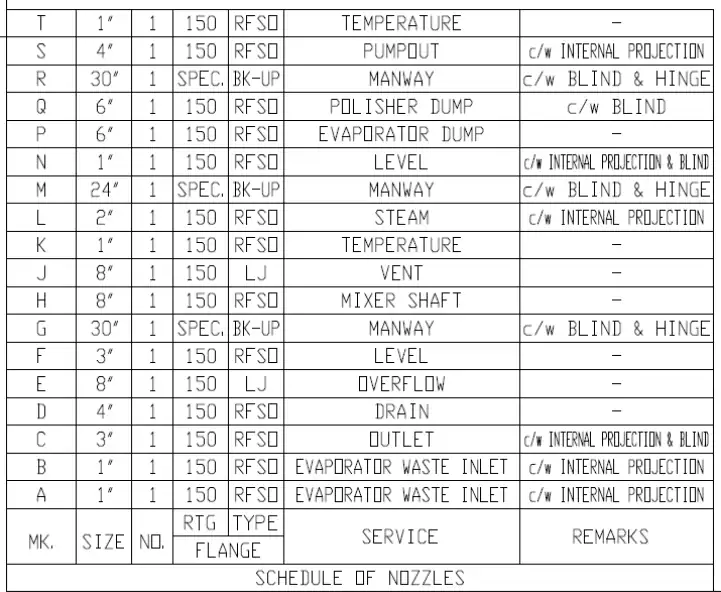 T 1" 1 150 RFSO TEMPERATURE -
S 4" 1 150 RFSO PUMPOUT c/w INTERNAL PROJECTION
R 30" 1 SPEC. BK-UP MANWAY c/w BLIND & HINGE
Q 6" 1 150 RFSO POLISHER DUMP c/w BLIND
P 6" 1 150 RFSO EVAPORATOR DUMP -
N 1" 1 150 RFSO LEVEL c/w INTERNAL PROJECTION & BLIND
M 24" 1 SPEC. BK-UP MANWAY c/w BLIND & HINGE
L 2" 1 150 RFSO STEAM c/w INTERNAL PROJECTION
K 1" 1 150 RFSO TEMPERATURE -
J 8" 1 150 LJ VENT -
H 8" 1 150 RFSO MIXER SHAFT -
G 30" 1 SPEC. BK-UP MANWAY c/w BLIND & HINGE
F 3" 1 150 RFSO LEVEL -
E 8" 1 150 LJ OVERFLOW -
D 4" 1 150 RFSO DRAIN -
C 3" 1 150 RFSO OUTLET c/w INTERNAL PROJECTION & BLIND
B 1" 1 150 RFSO EVAPORATOR WASTE INLET c/w INTERNAL PROJECTION
A 1" 1 150 RFSO EVAPORATOR WASTE INLET c/w INTERNAL PROJECTION
MK. SIZE NO. RTG TYPE SERVICE REMARKS
FLANGE
SCHEDULE OF NOZZLES